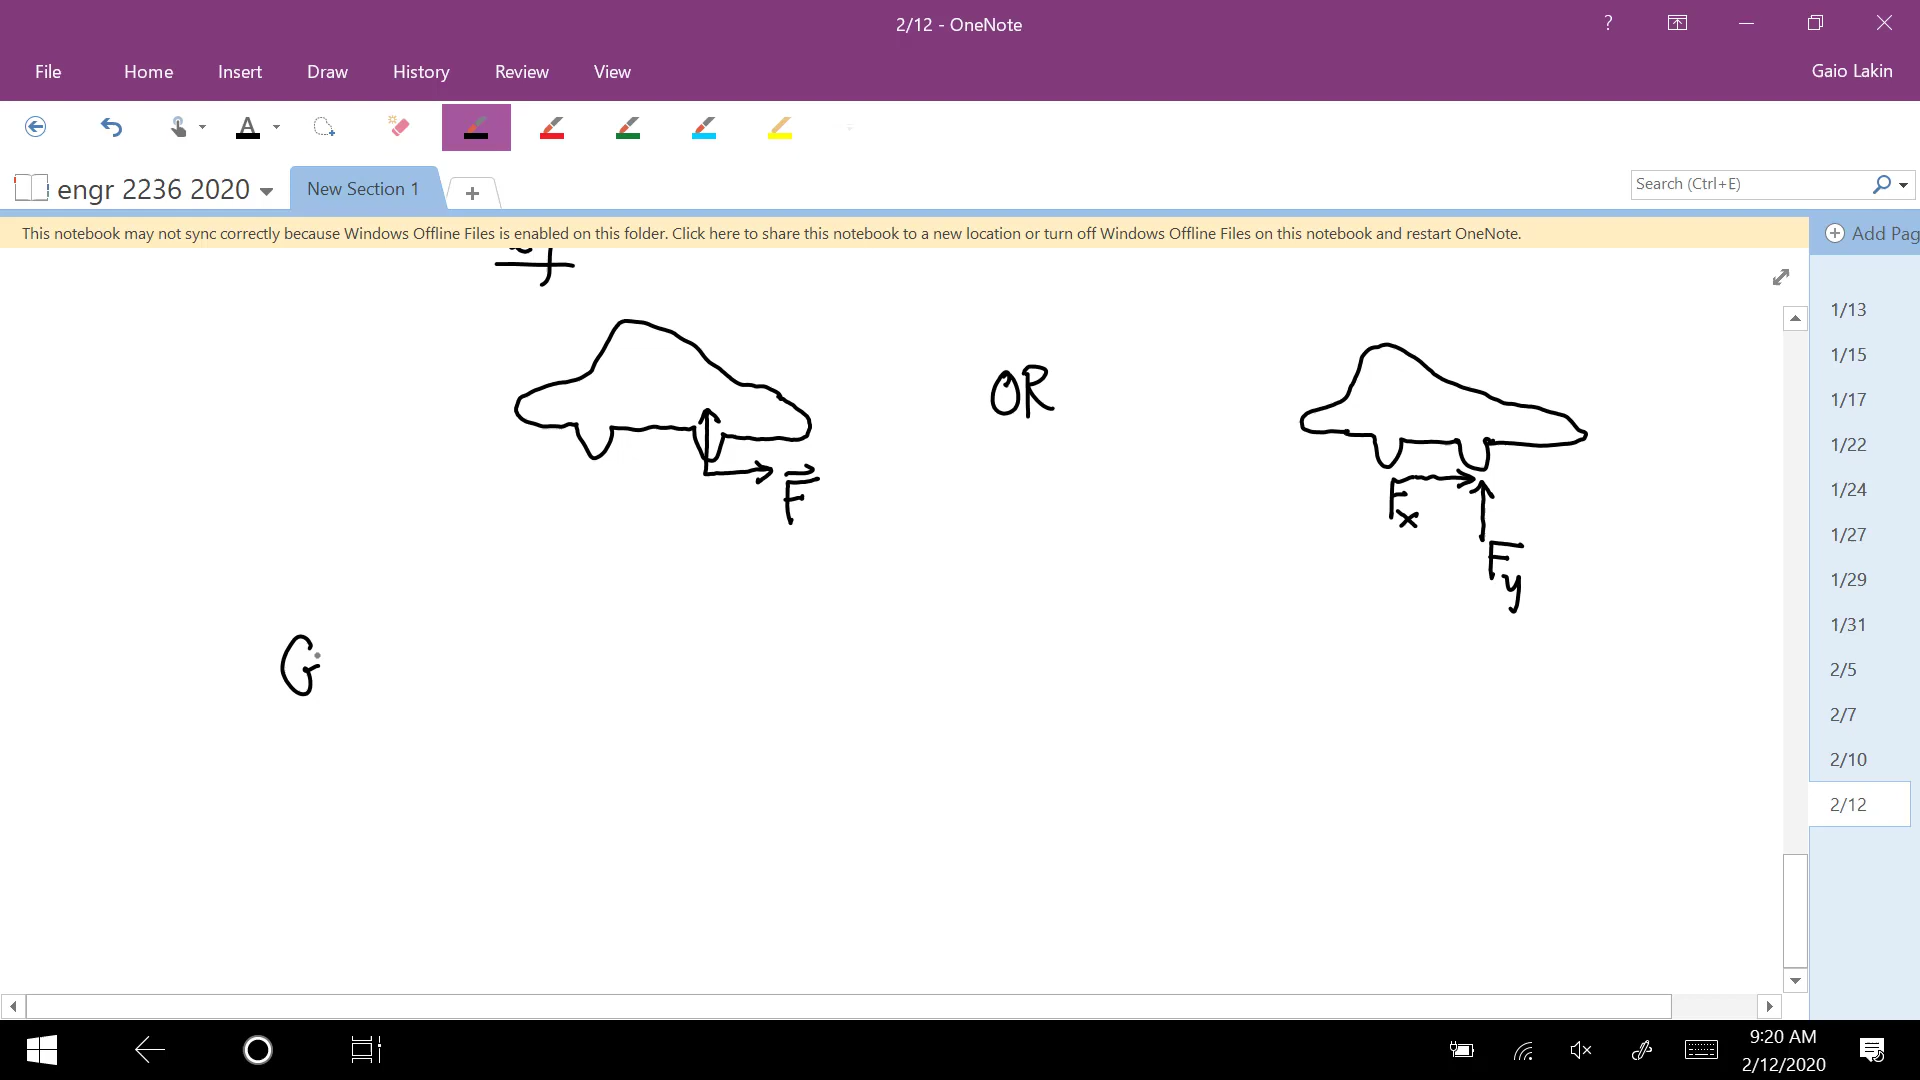 2/12 - OneNote
?
File Home Insert Draw History Review View
Gaio Lakin
A
engr 2236 2020
New Section 1
+
Search (Ctrl+E)
This notebook may not sync correctly because Windows Offline Files is enabled on this folder. Click here to share this notebook to a new location or turn off Windows Offline Files on this notebook and restart OneNote.
Add Pag
1/13
1/15
1/17
1/22
1/24
1/27
1/29
1/31
2/5
2/7
2/10
2/12
OR
F
Fx
Fy
G
9:20 AM
2/12/2020